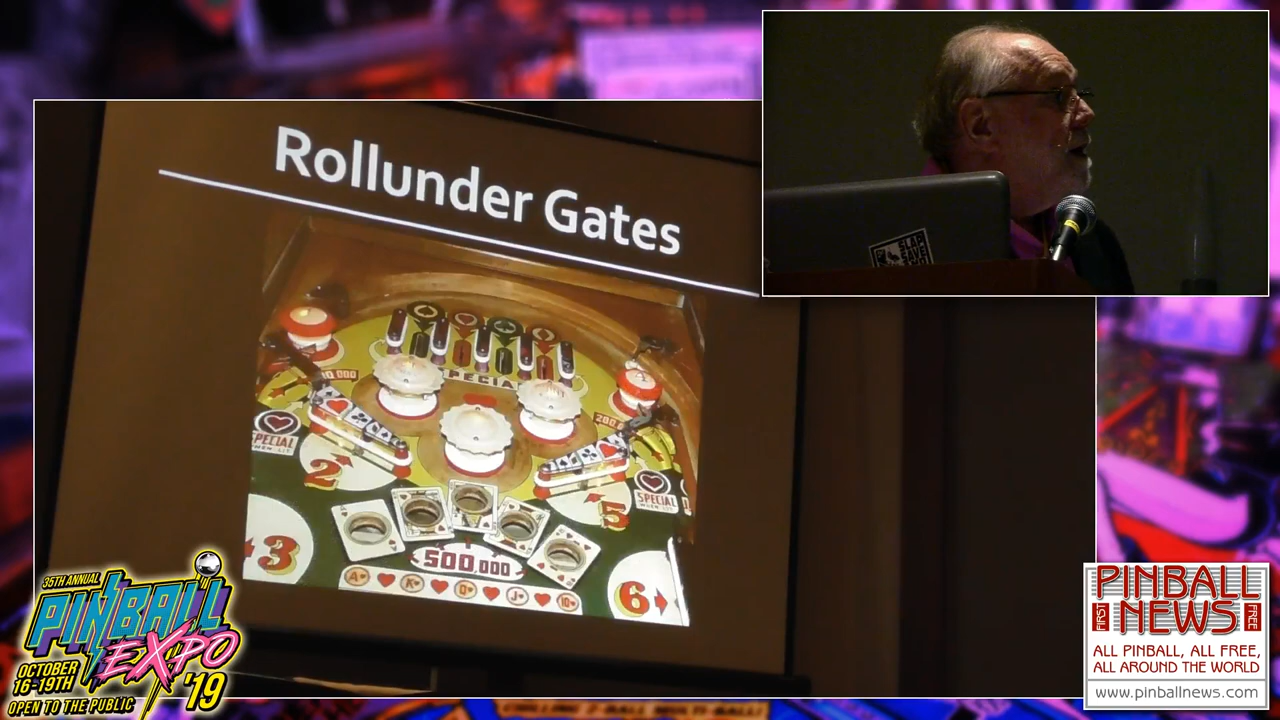 Rollunder Gates
SPECIAL
SPECIAL
WHEN LIT
2
SPECIAL
WHEN LIT
5
3
500,000
A K Q J 10
6
35TH ANNUAL
PINBALL
EXPO
OCTOBER
16-19TH
'19
OPEN TO THE PUBLIC
PINBALL
FIRST NEWS FREE
ALL PINBALL, ALL FREE,
ALL AROUND THE WORLD
www.pinballnews.com